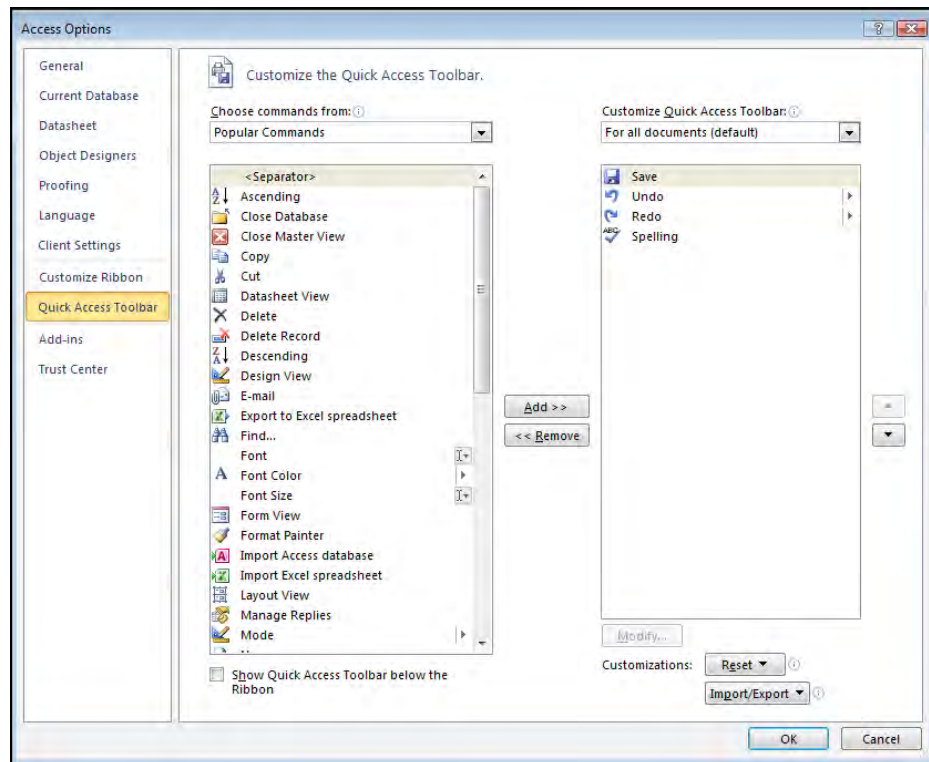 Access Options
General
Current Database
Datasheet
Object Designers
Proofing
Language
Client Settings
Customize Ribbon
Quick Access Toolbar
Add-ins
Trust Center
Customize the Quick Access Toolbar.
Choose commands from:
Popular Commands
<Separator>
Ascending
Close Database
Close Master View
Copy
Cut
Datasheet View
Delete
Delete Record
Descending
Design View
E-mail
Export to Excel spreadsheet
Find...
Font
Font Color
Font Size
Form View
Format Painter
Import Access database
Import Excel spreadsheet
Layout View
Manage Replies
Mode
Show Quick Access Toolbar below the
Ribbon
Add >>
<< Remove
Customize Quick Access Toolbar:
For all documents (default)
Save
Undo
Redo
Spelling
Modify...
Customizations:
Reset
Import/Export
OK
Cancel